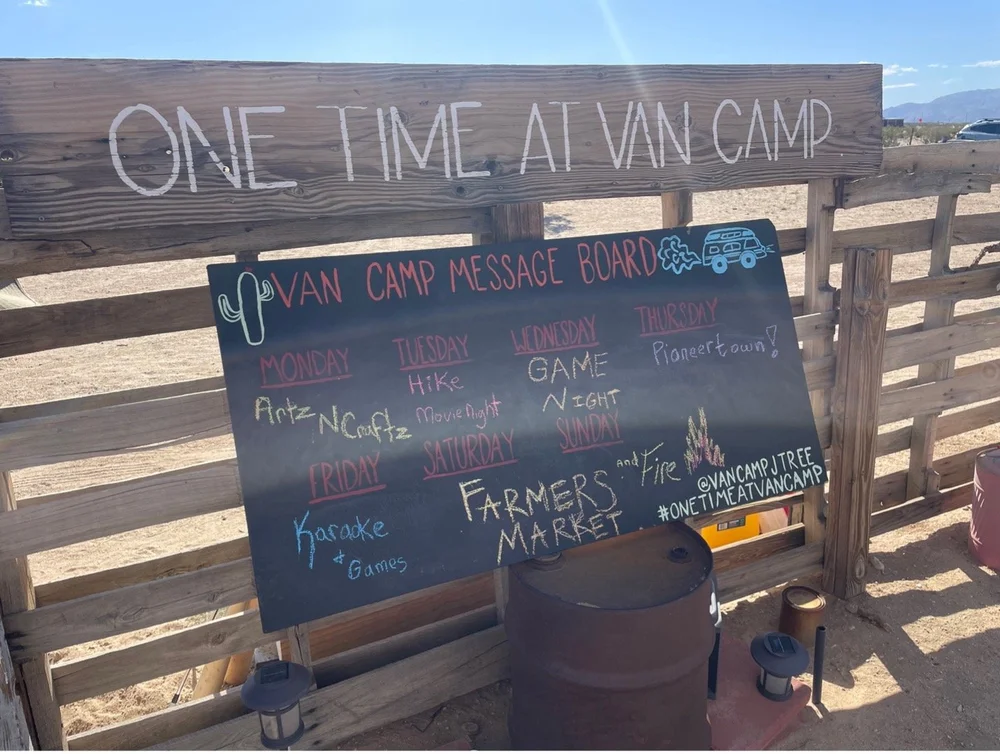 ONE TIME AT VAN CAMP
VAN CAMP MESSAGE BOARD
MONDAY
Artz NCraftz
TUESDAY
Hike
Movie Night
WEDNESDAY
GAME
NIGHT
THURSDAY
Pioneertown!
FRIDAY
Karaoke
+ Games
SATURDAY
SUNDAY
FARMERS
MARKET
and Fire
@VANCAMPJTREE
#ONETIMEATVANCAMP